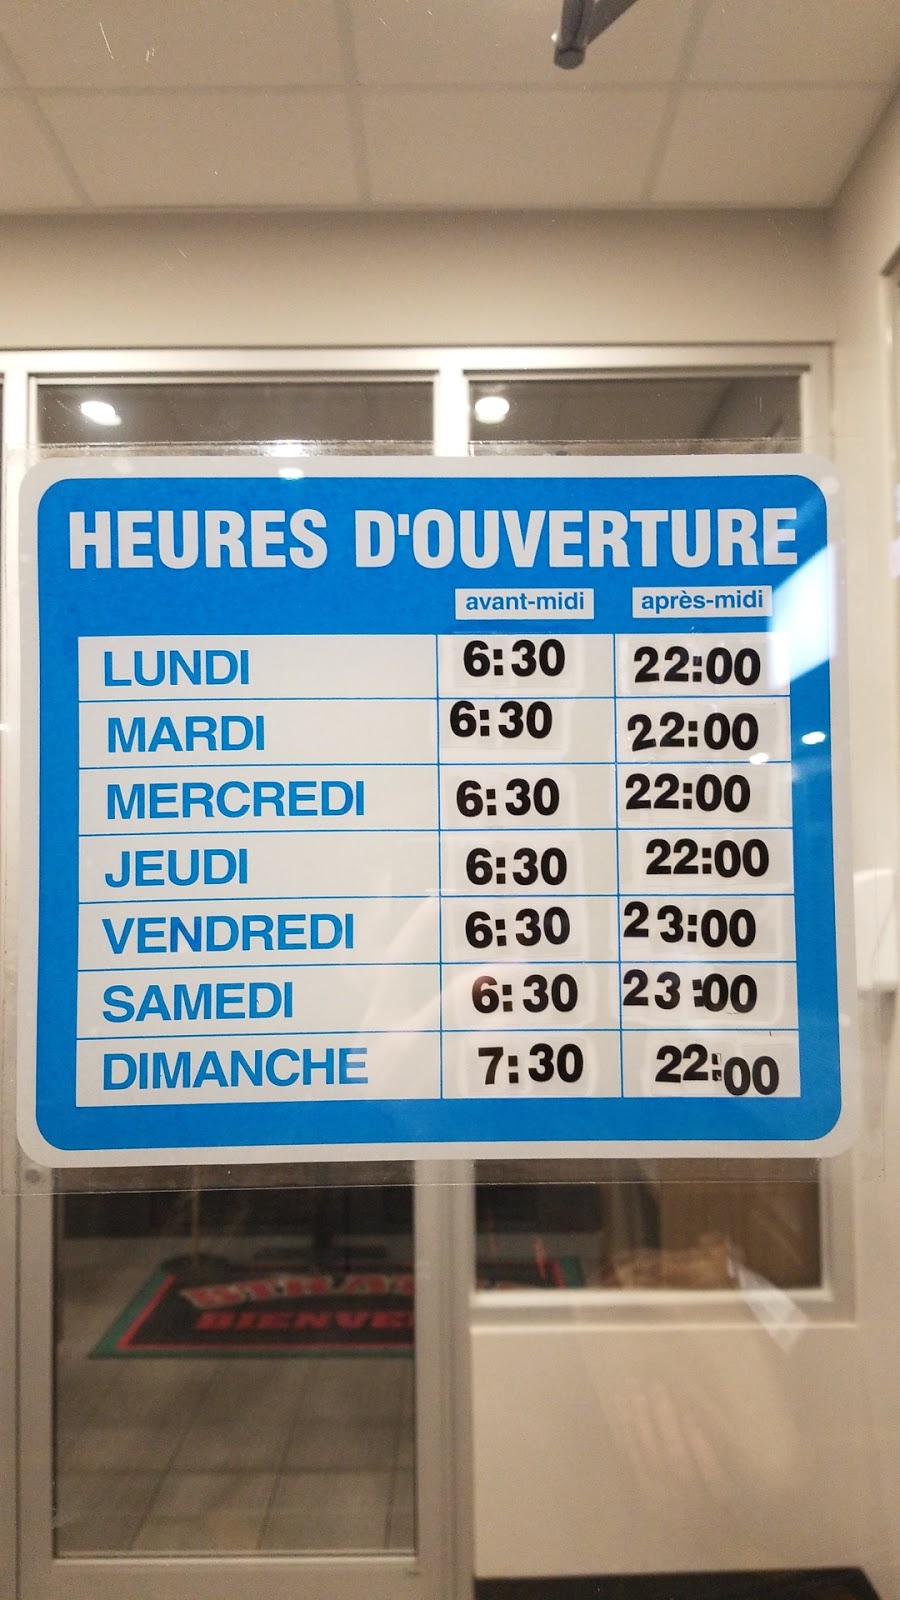 HEURES D'OUVERTURE
avant-midi après-midi
LUNDI 6:30 22:00
MARDI 6:30 22:00
MERCREDI 6:30 22:00
JEUDI 6:30 22:00
VENDREDI 6:30 23:00
SAMEDI 6:30 23:00
DIMANCHE 7:30 22:00